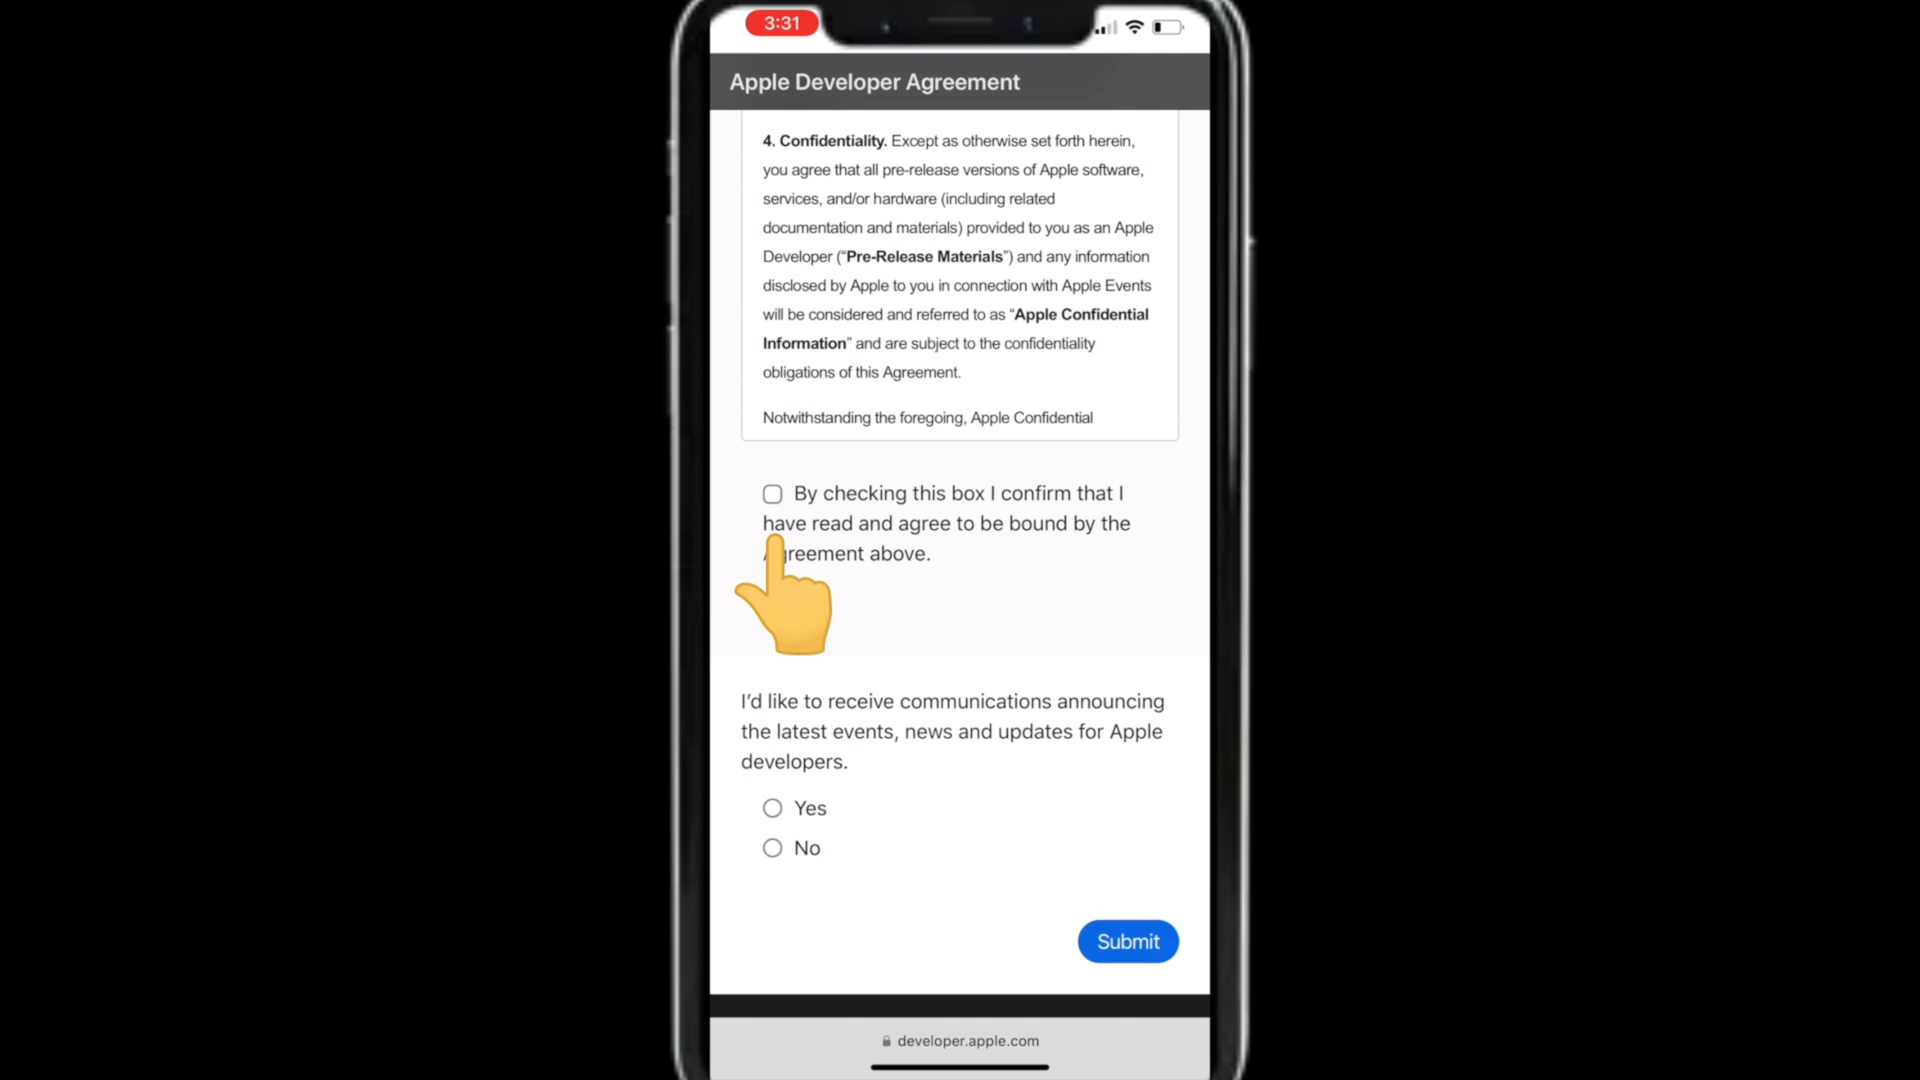 3:31
Apple Developer Agreement
4. Confidentiality. Except as otherwise set forth herein,
you agree that all pre-release versions of Apple software,
services, and/or hardware (including related
documentation and materials) provided to you as an Apple
Developer (“Pre-Release Materials”) and any information
disclosed by Apple to you in connection with Apple Events
will be considered and referred to as “Apple Confidential
Information” and are subject to the confidentiality
obligations of this Agreement.
Notwithstanding the foregoing, Apple Confidential
By checking this box I confirm that I
have read and agree to be bound by the
Agreement above.
I’d like to receive communications announcing
the latest events, news and updates for Apple
developers.
Yes
No
Submit
developer.apple.com